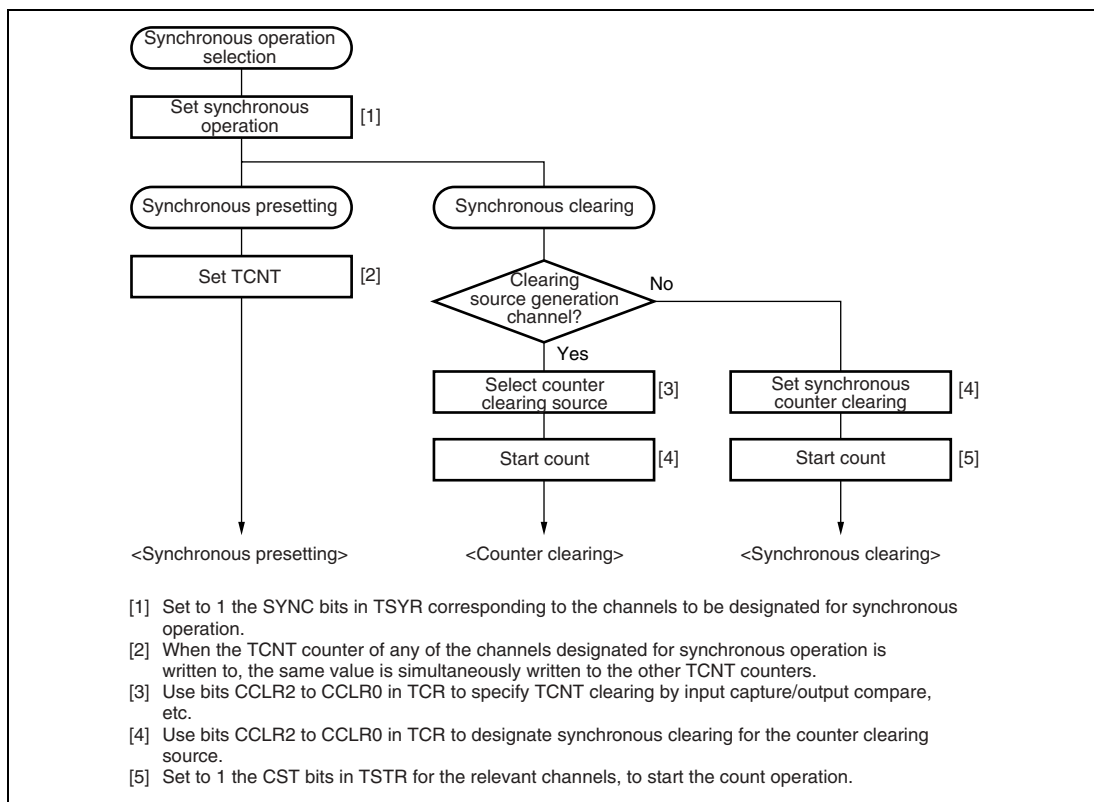 Synchronous operation
selection
Set synchronous
operation
[1]
Synchronous presetting
Synchronous clearing
Set TCNT
[2]
Clearing
source generation
channel?
No
Yes
Select counter
clearing source
[3]
Set synchronous
counter clearing
[4]
Start count
[4]
Start count
[5]
<Synchronous presetting>
<Counter clearing>
<Synchronous clearing>
[1] Set to 1 the SYNC bits in TSYR corresponding to the channels to be designated for synchronous
operation.
[2] When the TCNT counter of any of the channels designated for synchronous operation is
written to, the same value is simultaneously written to the other TCNT counters.
[3] Use bits CCLR2 to CCLR0 in TCR to specify TCNT clearing by input capture/output compare,
etc.
[4] Use bits CCLR2 to CCLR0 in TCR to designate synchronous clearing for the counter clearing
source.
[5] Set to 1 the CST bits in TSTR for the relevant channels, to start the count operation.